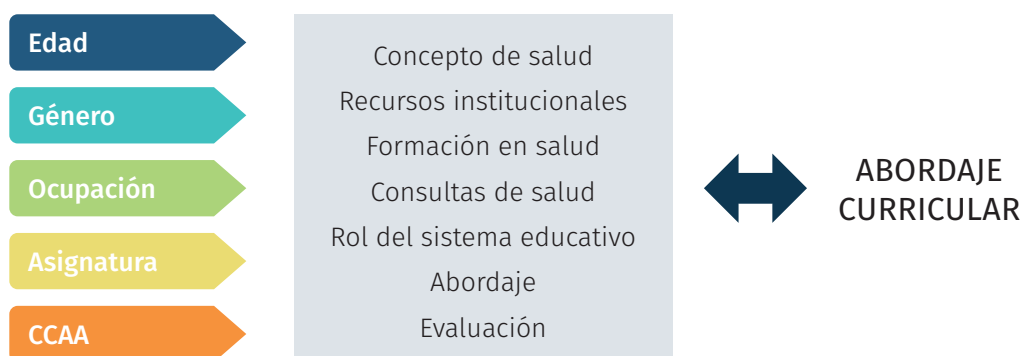 Edad
Género
Ocupación
Asignatura
CCAA
Concepto de salud
Recursos institucionales
Formación en salud
Consultas de salud
Rol del sistema educativo
Abordaje
Evaluación
ABORDAJE
CURRICULAR